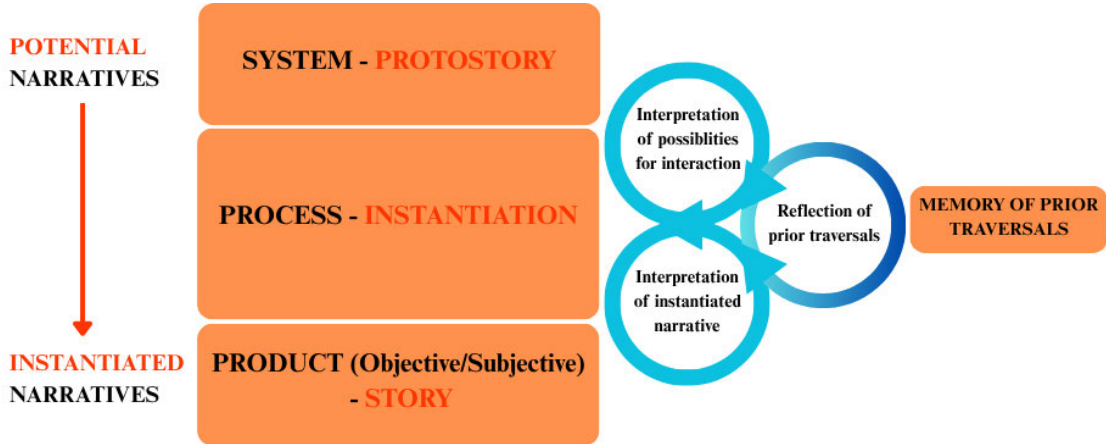 POTENTIAL
NARRATIVES
SYSTEM - PROTOSTORY
Interpretation
of possiblities
for interaction
PROCESS - INSTANTIATION
Reflection of
prior traversals
MEMORY OF PRIOR
TRAVERSALS
Interpretation
of instantiated
narrative
INSTANTIATED
NARRATIVES
PRODUCT (Objective/Subjective)
- STORY